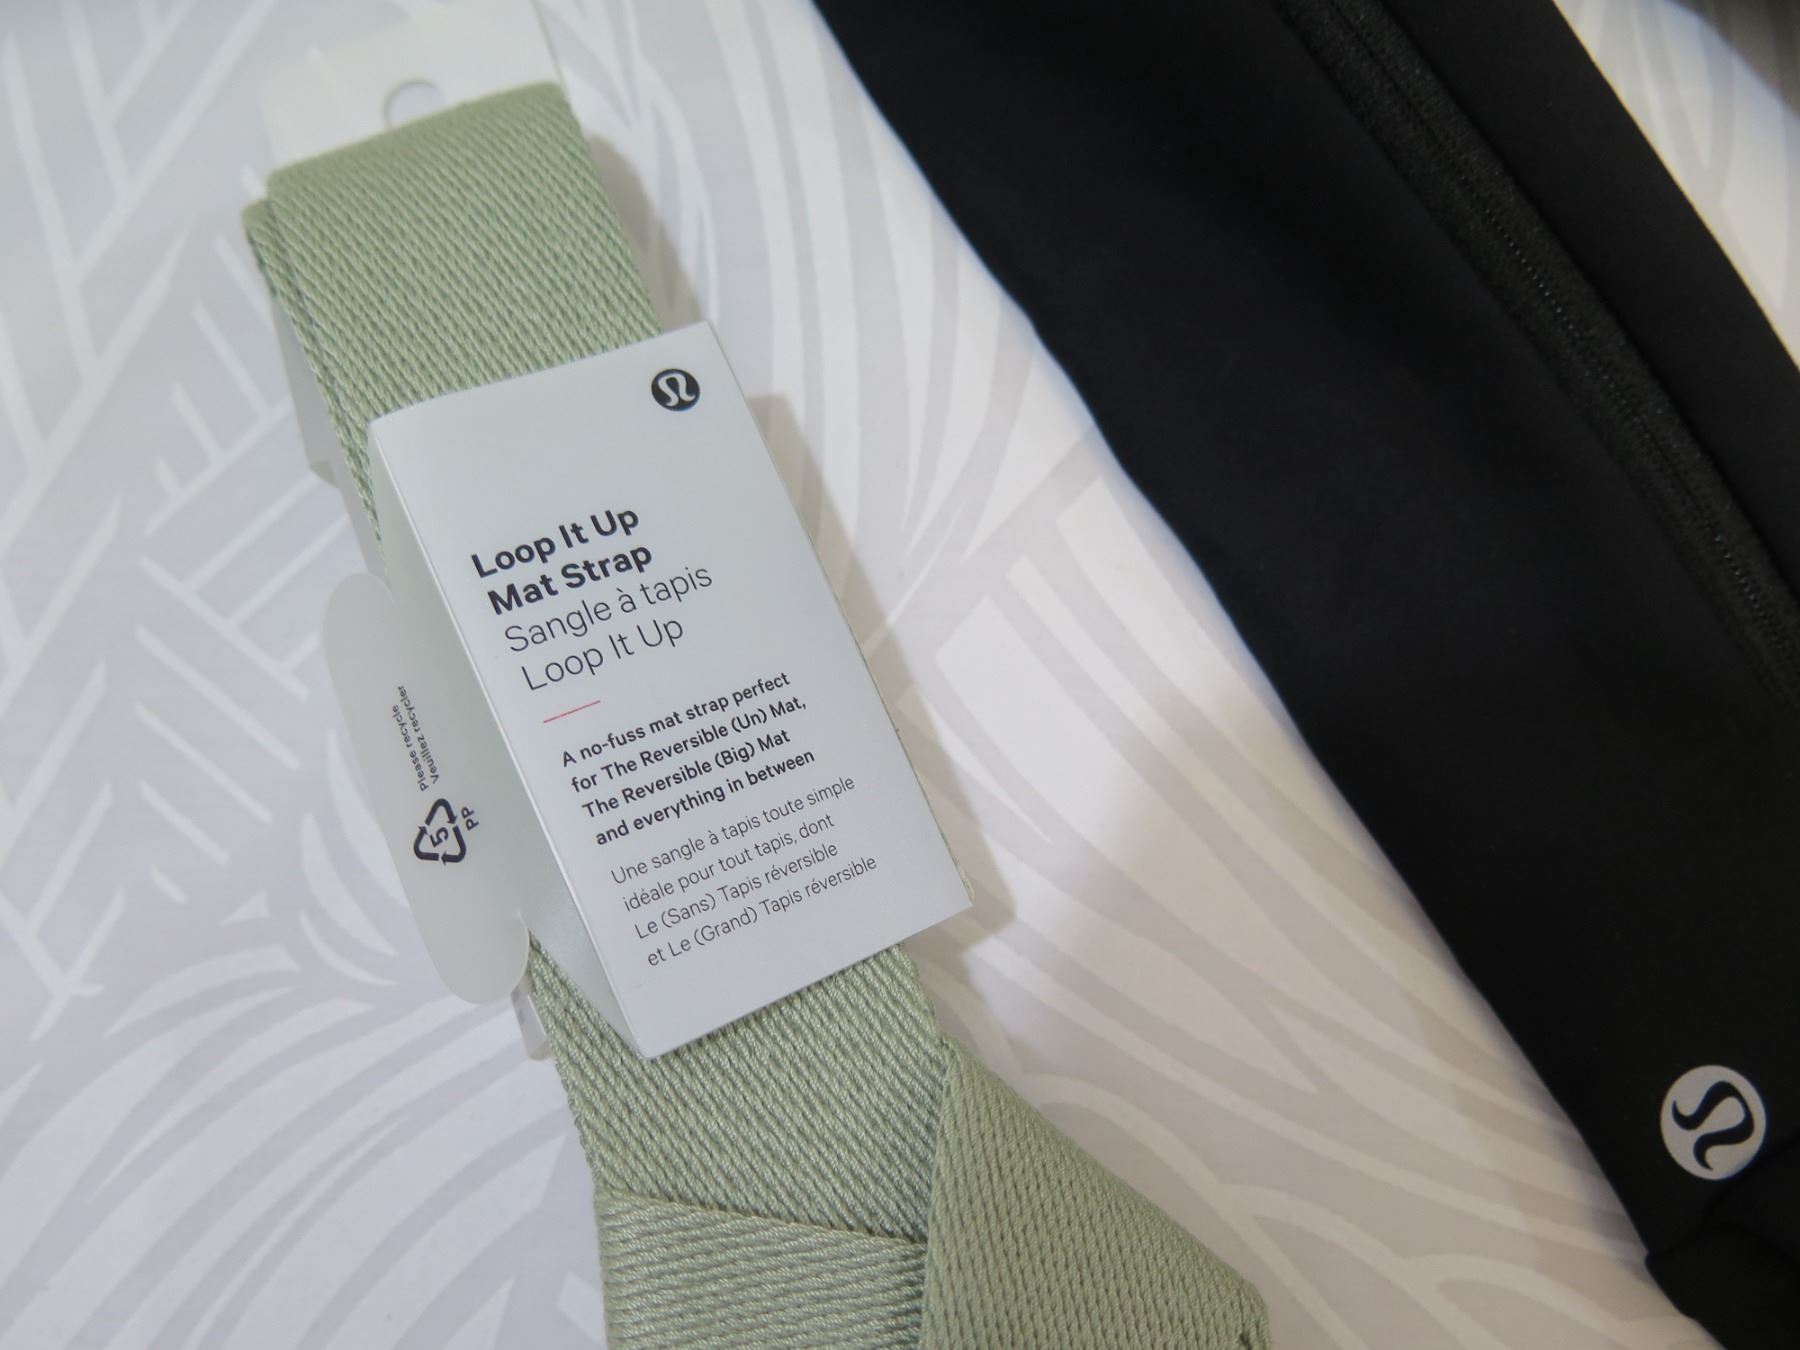 Loop It Up
Mat Strap
Sangle à tapis
Loop It Up
A no-fuss mat strap perfect
for The Reversible (Un) Mat,
The Reversible (Big) Mat
and everything in between
Une sangle à tapis toute simple
idéale pour tout tapis, dont
Le (Sans) Tapis réversible
et Le (Grand) Tapis réversible
Please recycle
Veuillez recycler
5
PP